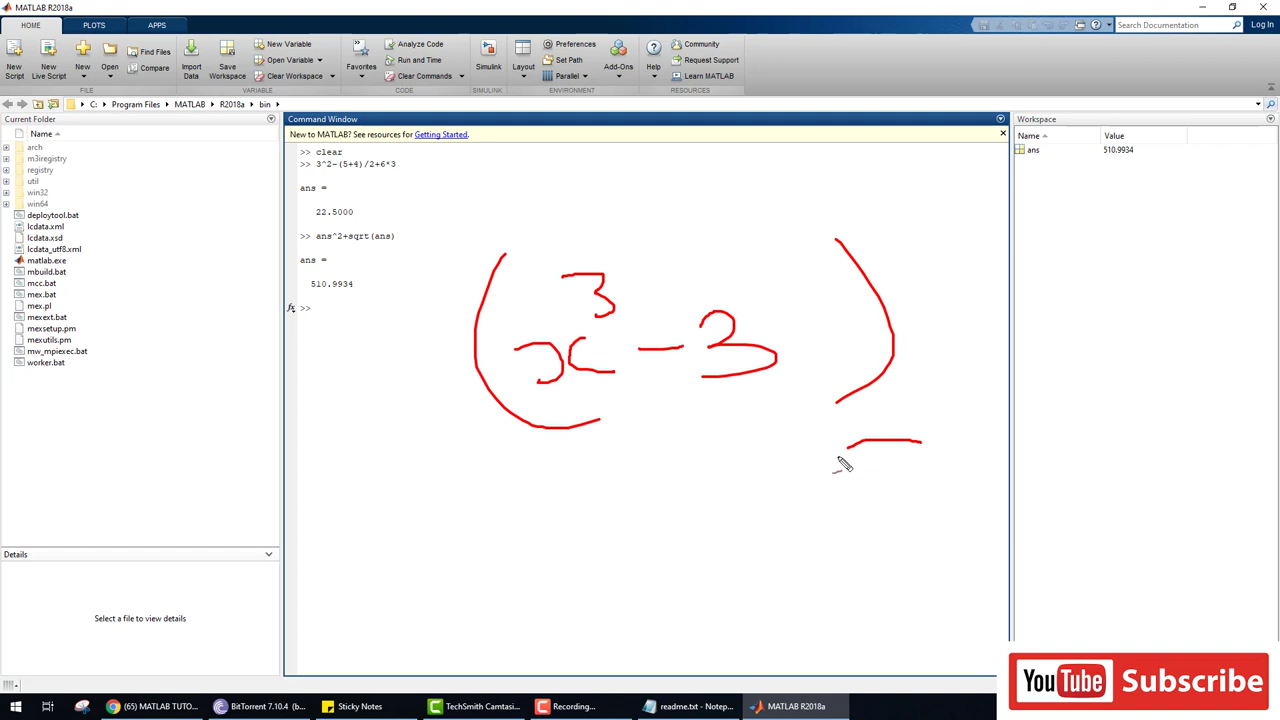 MATLAB R2018a
HOME PLOTS APPS Search Documentation Log In
New Script New Live Script New Open Find Files Compare Import Data Save Workspace New Variable Open Variable Clear Workspace Favorites Analyze Code Run and Time Clear Commands Simulink Layout Preferences Set Path Parallel Add-Ons Help Community Request Support Learn MATLAB
FILE VARIABLE CODE SIMULINK ENVIRONMENT RESOURCES
C: Program Files MATLAB R2018a bin
Current Folder
Name
arch
m3iregistry
registry
util
win32
win64
deploytool.bat
lcdata.xml
lcdata.xsd
lcdata_utf8.xml
matlab.exe
mbuild.bat
mcc.bat
mex.bat
mex.pl
mexext.bat
mexsetup.pm
mexutils.pm
mw_mpiexec.bat
worker.bat
Details
Select a file to view details
Command Window
New to MATLAB? See resources for Getting Started.
>> clear
>> 3^2-(5+4)/2+6*3
ans =
22.5000
>> ans^2+sqrt(ans)
ans =
510.9934
fx >>
( 3
x - 3 )
Workspace
Name Value
ans 510.9934
YouTube Subscribe
(65) MATLAB TUTO... BitTorrent 7.10.4 (b... Sticky Notes TechSmith Camtasi... Recording... readme.txt - Notep... MATLAB R2018a